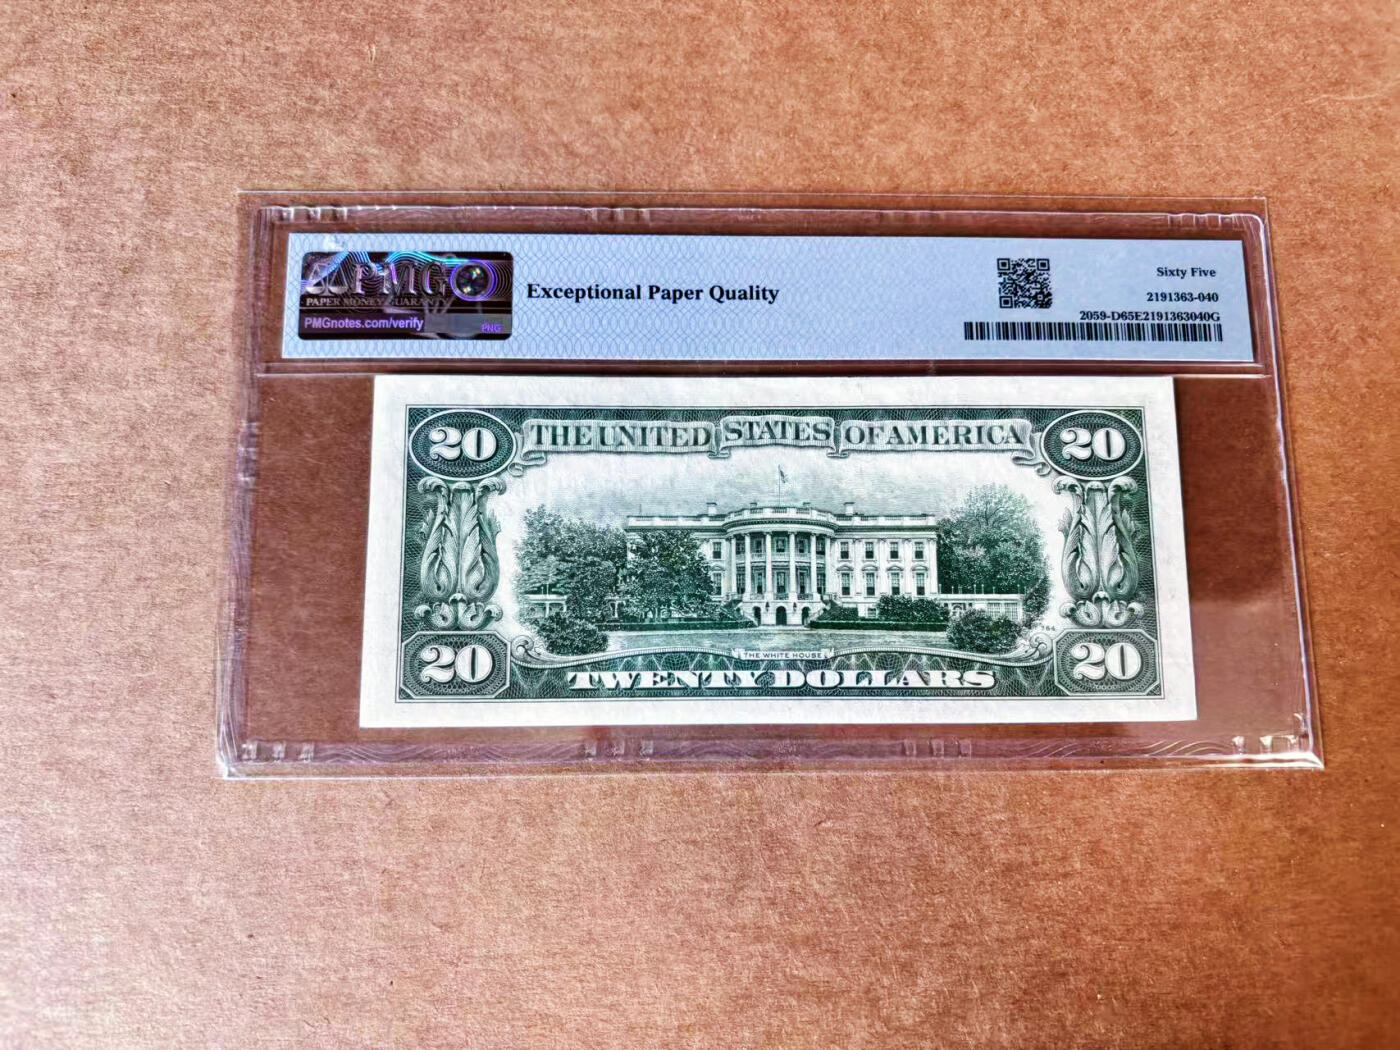 PMG
PAPER MONEY GUARANTY
PMGnotes.com/verify
PNG
Exceptional Paper Quality
Sixty Five
2191363-040
2059-D65E2191363040G
20
THE UNITED STATES OF AMERICA
20
THE WHITE HOUSE
20
TWENTY DOLLARS
20